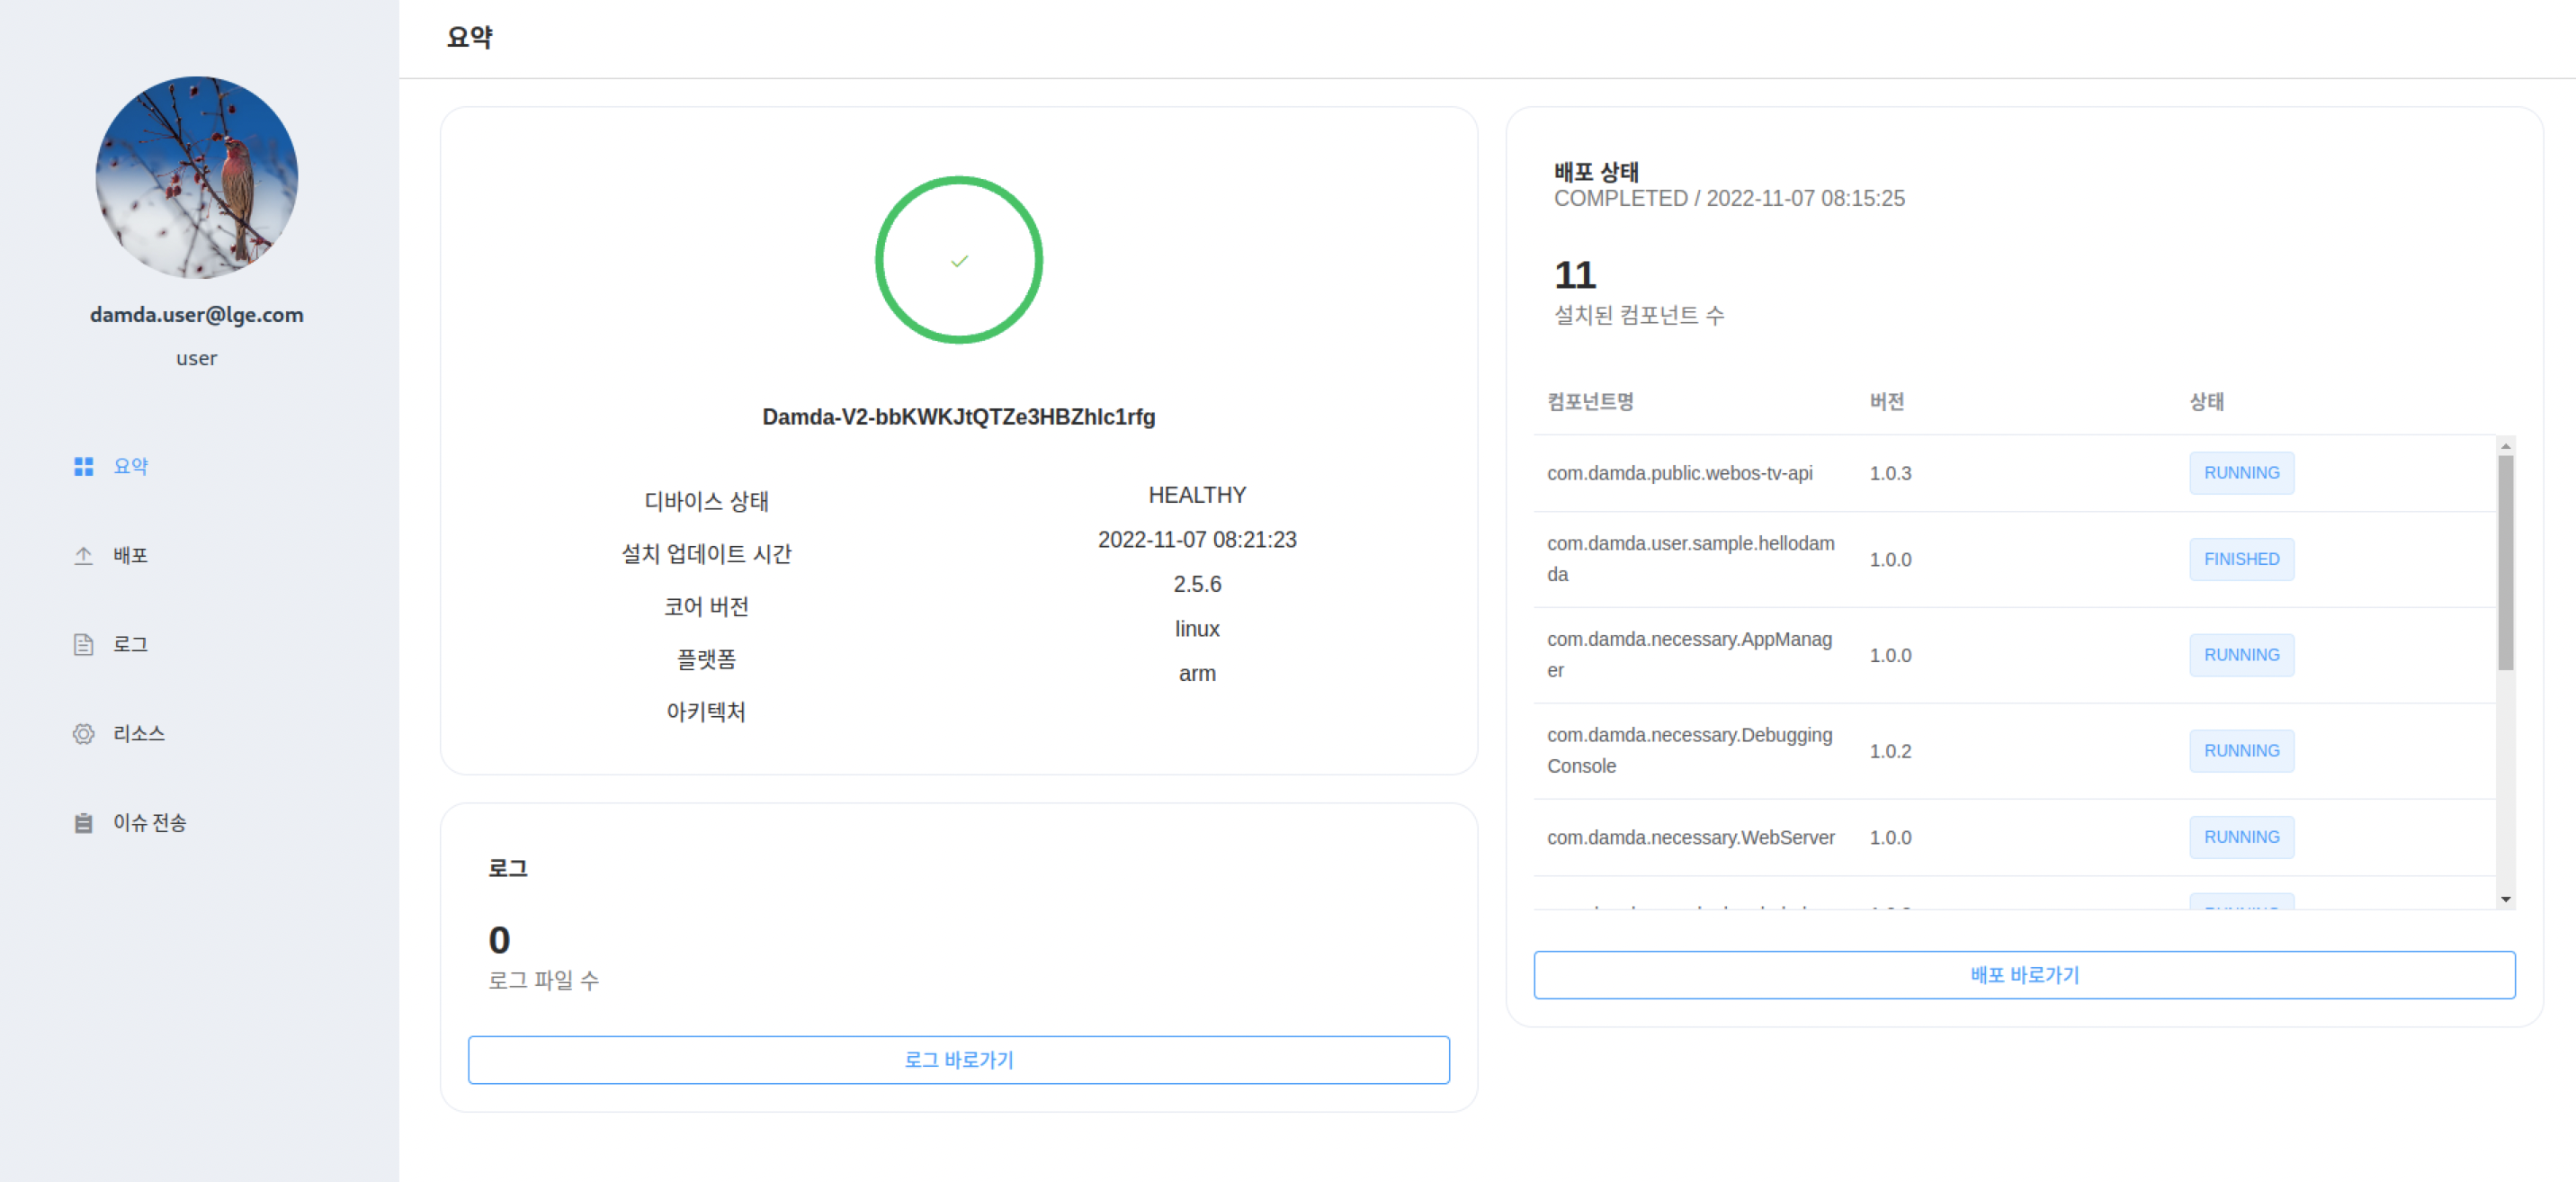 요약
damda.user@lge.com
user
요약
배포
로그
리소스
이슈 전송
Damda-V2-bbKWKJtQTZe3HBZhIc1rfg
디바이스 상태
HEALTHY
설치 업데이트 시간
2022-11-07 08:21:23
코어 버전
2.5.6
플랫폼
linux
아키텍처
arm
로그
0
로그 파일 수
로그 바로가기
배포 상태
COMPLETED / 2022-11-07 08:15:25
11
설치된 컴포넌트 수
컴포넌트명 버전 상태
com.damda.public.webos-tv-api 1.0.3 RUNNING
com.damda.user.sample.hellodam
da 1.0.0 FINISHED
com.damda.necessary.AppManag
er 1.0.0 RUNNING
com.damda.necessary.Debugging
Console 1.0.2 RUNNING
com.damda.necessary.WebServer 1.0.0 RUNNING
배포 바로가기